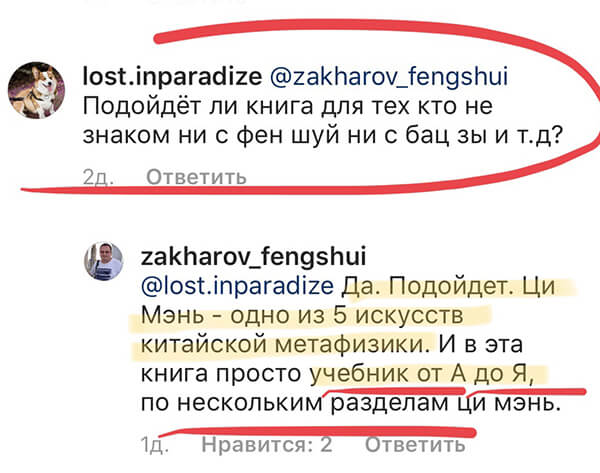 lost.inparadize @zakharov_fengshui
Подойдёт ли книга для тех кто не
знаком ни с фен шуй ни с бац зы и т.д?
2д. Ответить
zakharov_fengshui
@lost.inparadize Да. Подойдет. Ци
Мэнь - одно из 5 искусств
китайской метафизики. И в эта
книга просто учебник от А до Я,
по нескольким разделам ци мэнь.
1д. Нравится: 2 Ответить